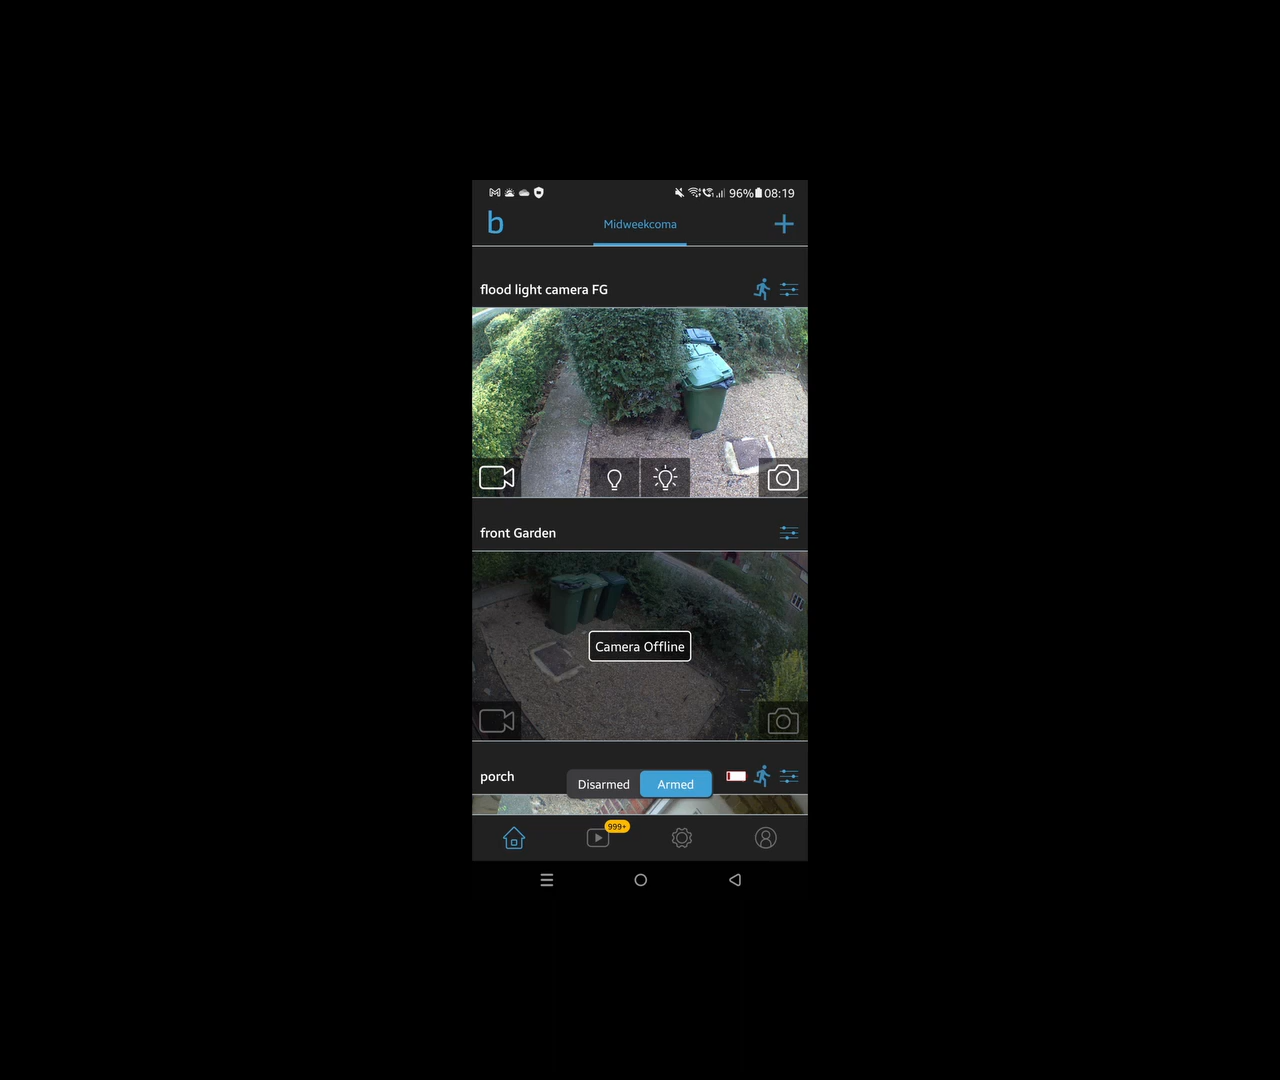 96% 08:19
b
Midweekcoma
flood light camera FG
front Garden
Camera Offline
porch
Disarmed
Armed
999+